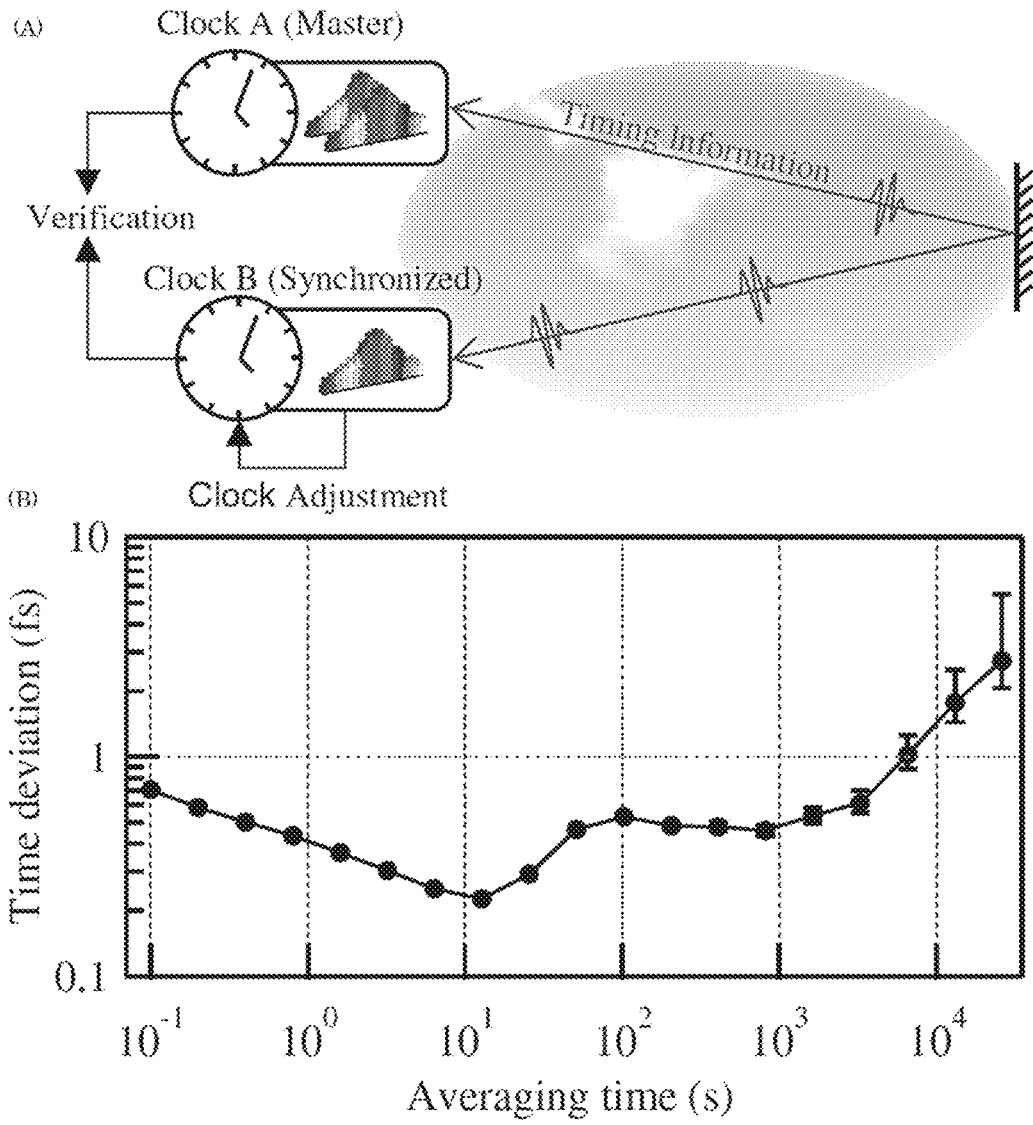 (A)
Clock A (Master)
Timing Information
Verification
Clock B (Synchronized)
Clock Adjustment
(B)
10
1
0.1
Time deviation (fs)
10^-1
10^0
10^1
10^2
10^3
10^4
Averaging time (s)